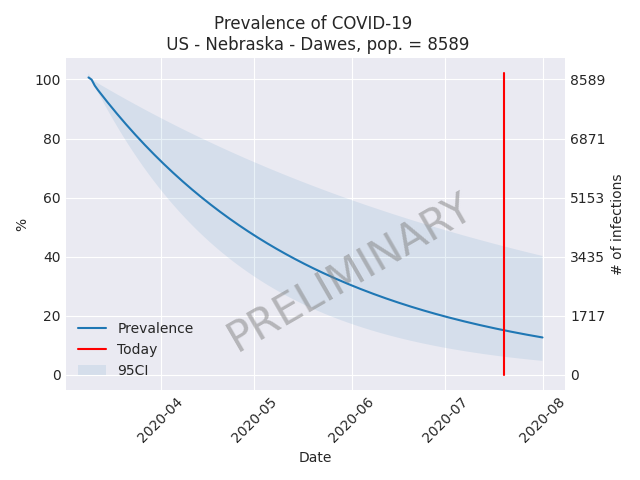 Prevalence of COVID-19
US - Nebraska - Dawes, pop. = 8589
100
80
60
40
20
0
%
8589
6871
5153
3435
1717
0
# of infections
PRELIMINARY
Prevalence
Today
95CI
2020-04
2020-05
2020-06
2020-07
2020-08
Date